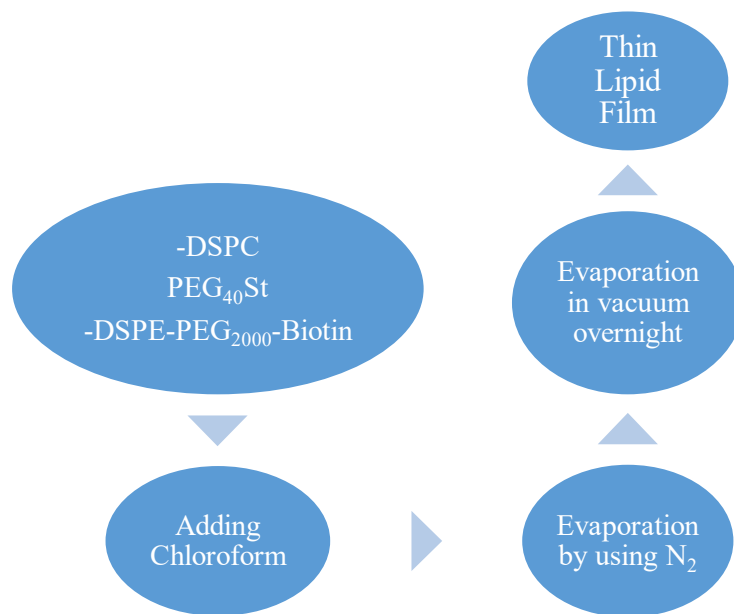 -DSPC
PEG₄₀St
-DSPE-PEG₂₀₀₀-Biotin
Adding
Chloroform
Evaporation
by using N₂
Evaporation
in vacuum
overnight
Thin
Lipid
Film